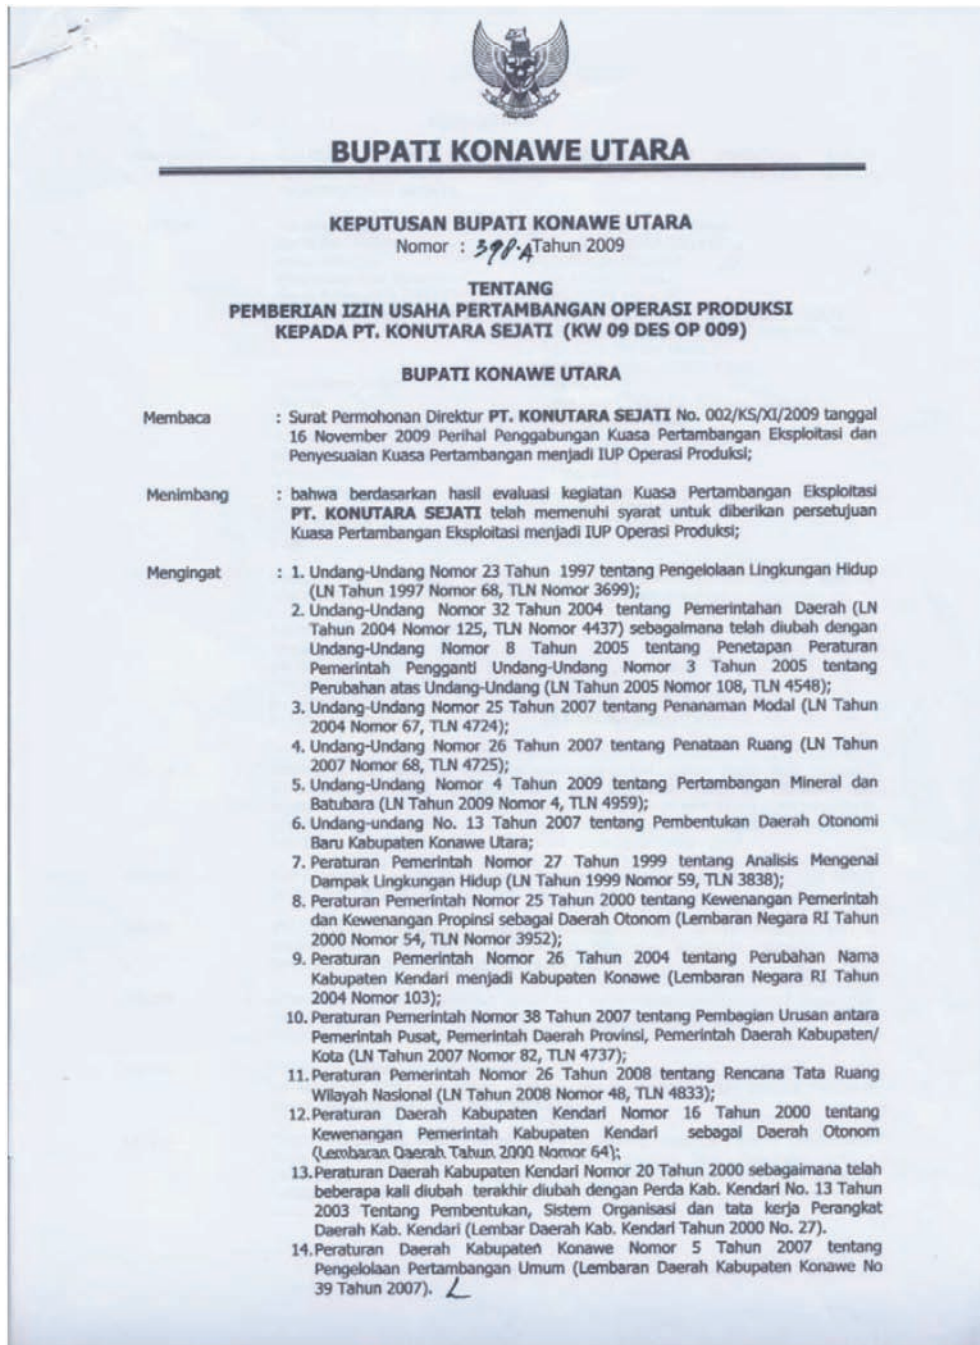 BUPATI KONAWE UTARA
KEPUTUSAN BUPATI KONAWE UTARA
Nomor : 398.A Tahun 2009
TENTANG
PEMBERIAN IZIN USAHA PERTAMBANGAN OPERASI PRODUKSI
KEPADA PT. KONUTARA SEJATI (KW 09 DES OP 009)
BUPATI KONAWE UTARA
Membaca : Surat Permohonan Direktur PT. KONUTARA SEJATI No. 002/KS/XI/2009 tanggal
16 November 2009 Perihal Penggabungan Kuasa Pertambangan Eksploitasi dan
Penyesuaian Kuasa Pertambangan menjadi IUP Operasi Produksi;
Menimbang : bahwa berdasarkan hasil evaluasi kegiatan Kuasa Pertambangan Eksploitasi
PT. KONUTARA SEJATI telah memenuhi syarat untuk diberikan persetujuan
Kuasa Pertambangan Eksploitasi menjadi IUP Operasi Produksi;
Mengingat : 1. Undang-Undang Nomor 23 Tahun 1997 tentang Pengelolaan Lingkungan Hidup
(LN Tahun 1997 Nomor 68, TLN Nomor 3699);
2. Undang-Undang Nomor 32 Tahun 2004 tentang Pemerintahan Daerah (LN
Tahun 2004 Nomor 125, TLN Nomor 4437) sebagaimana telah diubah dengan
Undang-Undang Nomor 8 Tahun 2005 tentang Penetapan Peraturan
Pemerintah Pengganti Undang-Undang Nomor 3 Tahun 2005 tentang
Perubahan atas Undang-Undang (LN Tahun 2005 Nomor 108, TLN 4548);
3. Undang-Undang Nomor 25 Tahun 2007 tentang Penanaman Modal (LN Tahun
2004 Nomor 67, TLN 4724);
4. Undang-Undang Nomor 26 Tahun 2007 tentang Penataan Ruang (LN Tahun
2007 Nomor 68, TLN 4725);
5. Undang-Undang Nomor 4 Tahun 2009 tentang Pertambangan Mineral dan
Batubara (LN Tahun 2009 Nomor 4, TLN 4959);
6. Undang-undang No. 13 Tahun 2007 tentang Pembentukan Daerah Otonomi
Baru Kabupaten Konawe Utara;
7. Peraturan Pemerintah Nomor 27 Tahun 1999 tentang Analisis Mengenai
Dampak Lingkungan Hidup (LN Tahun 1999 Nomor 59, TLN 3838);
8. Peraturan Pemerintah Nomor 25 Tahun 2000 tentang Kewenangan Pemerintah
dan Kewenangan Propinsi sebagai Daerah Otonom (Lembaran Negara RI Tahun
2000 Nomor 54, TLN Nomor 3952);
9. Peraturan Pemerintah Nomor 26 Tahun 2004 tentang Perubahan Nama
Kabupaten Kendari menjadi Kabupaten Konawe (Lembaran Negara RI Tahun
2004 Nomor 103);
10. Peraturan Pemerintah Nomor 38 Tahun 2007 tentang Pembagian Urusan antara
Pemerintah Pusat, Pemerintah Daerah Provinsi, Pemerintah Daerah Kabupaten/
Kota (LN Tahun 2007 Nomor 82, TLN 4737);
11. Peraturan Pemerintah Nomor 26 Tahun 2008 tentang Rencana Tata Ruang
Wilayah Nasional (LN Tahun 2008 Nomor 48, TLN 4833);
12. Peraturan Daerah Kabupaten Kendari Nomor 16 Tahun 2000 tentang
Kewenangan Pemerintah Kabupaten Kendari sebagai Daerah Otonom
(Lembaran Daerah Tahun 2000 Nomor 64);
13. Peraturan Daerah Kabupaten Kendari Nomor 20 Tahun 2000 sebagaimana telah
beberapa kali diubah terakhir diubah dengan Perda Kab. Kendari No. 13 Tahun
2003 Tentang Pembentukan, Sistem Organisasi dan tata kerja Perangkat
Daerah Kab. Kendari (Lembar Daerah Kab. Kendari Tahun 2000 No. 27).
14. Peraturan Daerah Kabupaten Konawe Nomor 5 Tahun 2007 tentang
Pengelolaan Pertambangan Umum (Lembaran Daerah Kabupaten Konawe No
39 Tahun 2007).